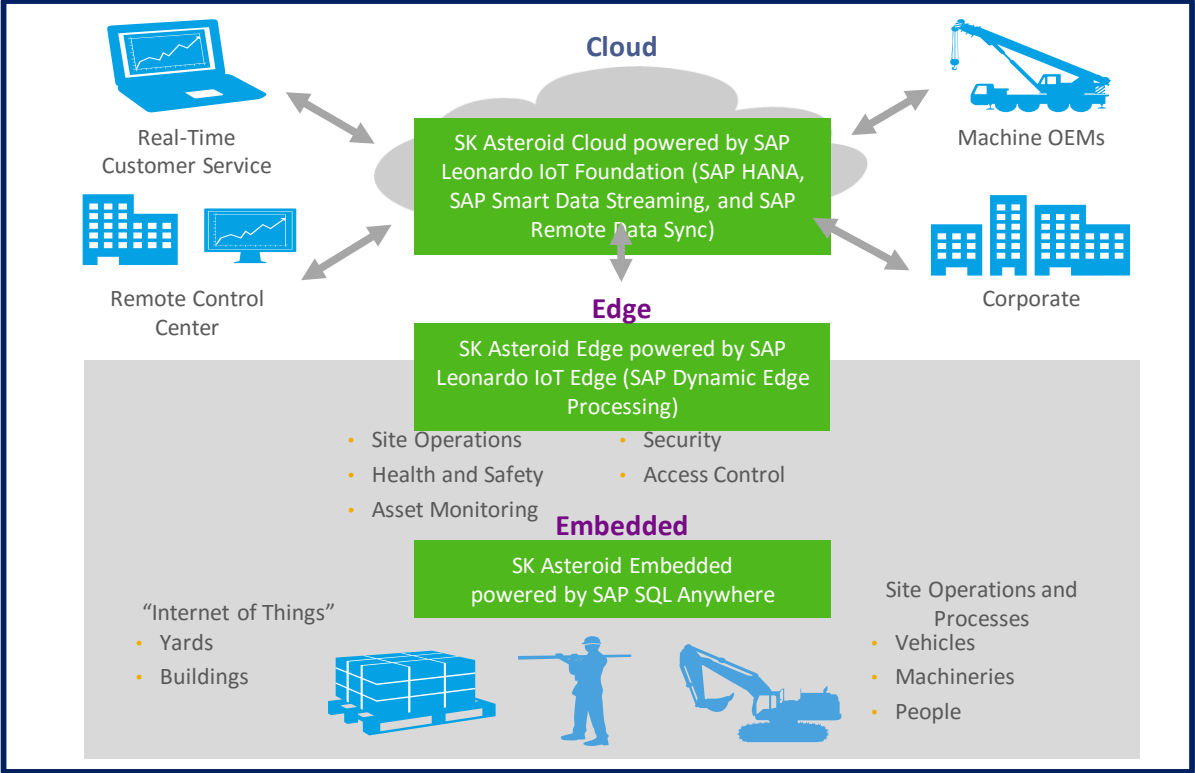 Cloud
Real-Time
Customer Service
Machine OEMs
SK Asteroid Cloud powered by SAP
Leonardo IoT Foundation (SAP HANA,
SAP Smart Data Streaming, and SAP
Remote Data Sync)
Remote Control
Center
Corporate
Edge
SK Asteroid Edge powered by SAP
Leonardo IoT Edge (SAP Dynamic Edge
Processing)
• Site Operations
• Health and Safety
• Asset Monitoring
• Security
• Access Control
Embedded
SK Asteroid Embedded
powered by SAP SQL Anywhere
“Internet of Things”
• Yards
• Buildings
Site Operations and
Processes
• Vehicles
• Machineries
• People